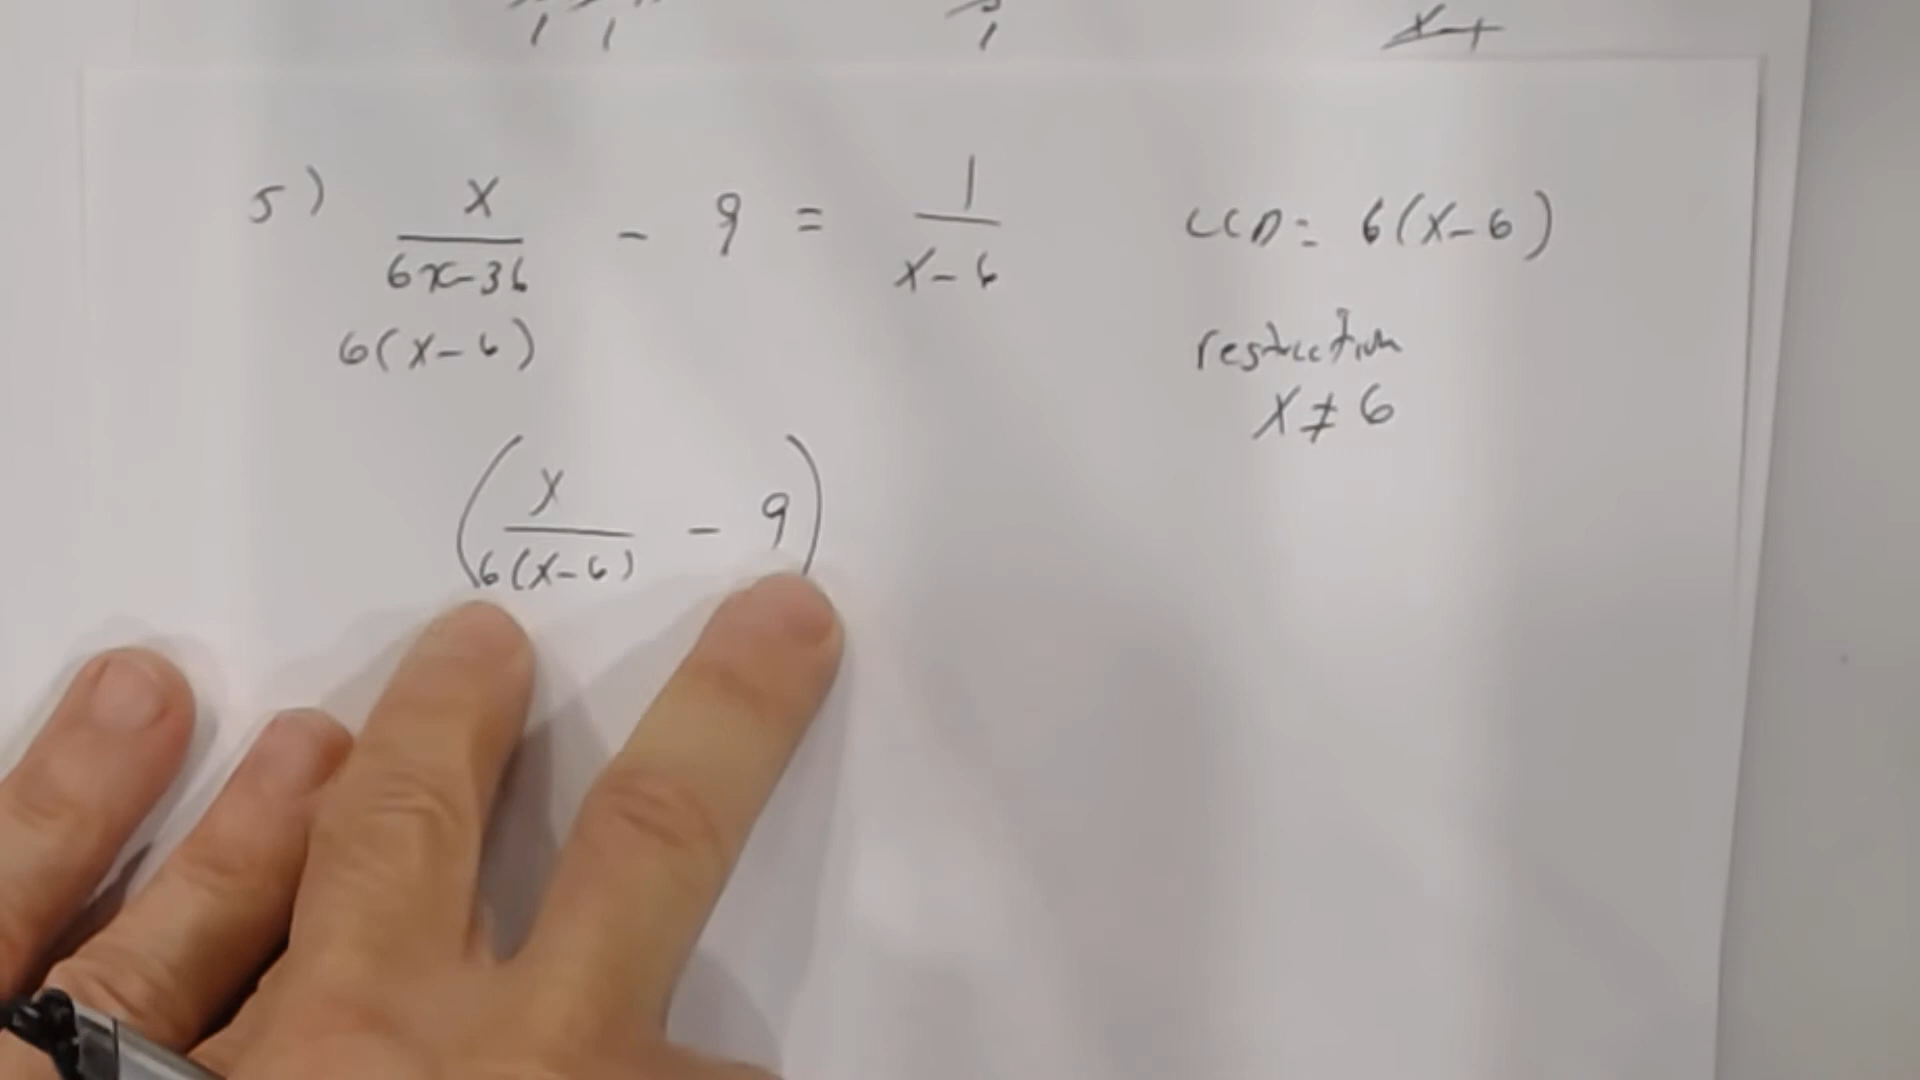 5) x/(6x-36) - 9 = 1/(x-6)
6(x-6)
LCD = 6(x-6)
restriction
x ≠ 6
(x/(6(x-6)) - 9)